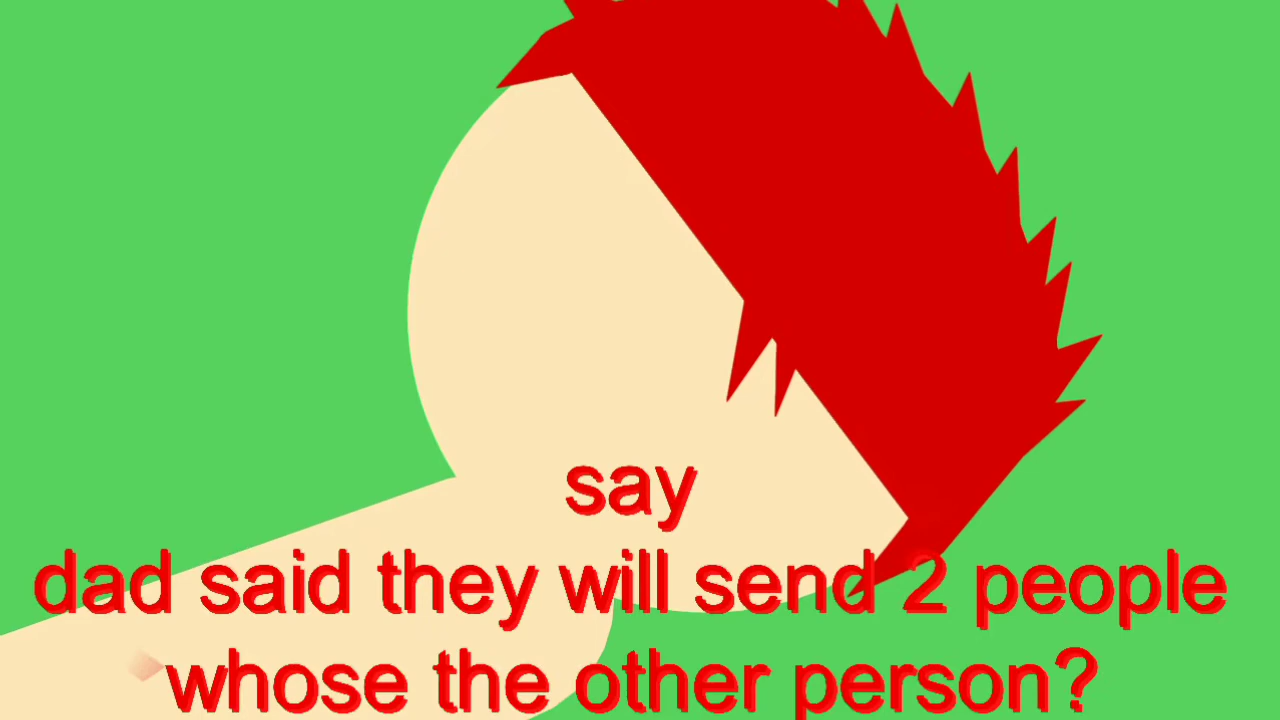 say
dad said they will send 2 people
whose the other person?